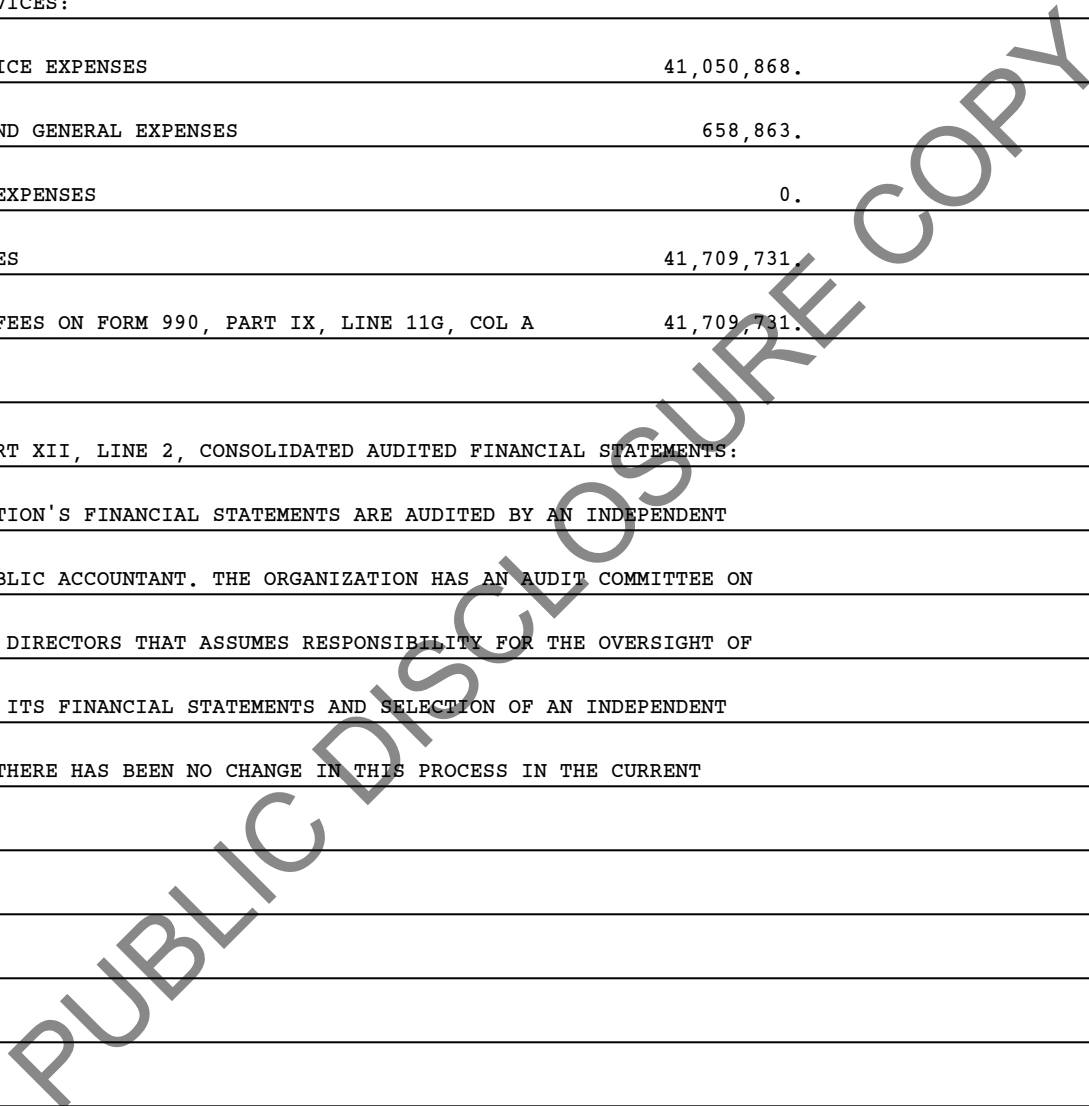 VICES:
ICE EXPENSES 41,050,868.
ND GENERAL EXPENSES 658,863.
EXPENSES 0.
ES 41,709,731.
FEES ON FORM 990, PART IX, LINE 11G, COL A 41,709,731.
RT XII, LINE 2, CONSOLIDATED AUDITED FINANCIAL STATEMENTS:
TION'S FINANCIAL STATEMENTS ARE AUDITED BY AN INDEPENDENT
BLIC ACCOUNTANT. THE ORGANIZATION HAS AN AUDIT COMMITTEE ON
DIRECTORS THAT ASSUMES RESPONSIBILITY FOR THE OVERSIGHT OF
ITS FINANCIAL STATEMENTS AND SELECTION OF AN INDEPENDENT
THERE HAS BEEN NO CHANGE IN THIS PROCESS IN THE CURRENT
PUBLIC DISCLOSURE COPY